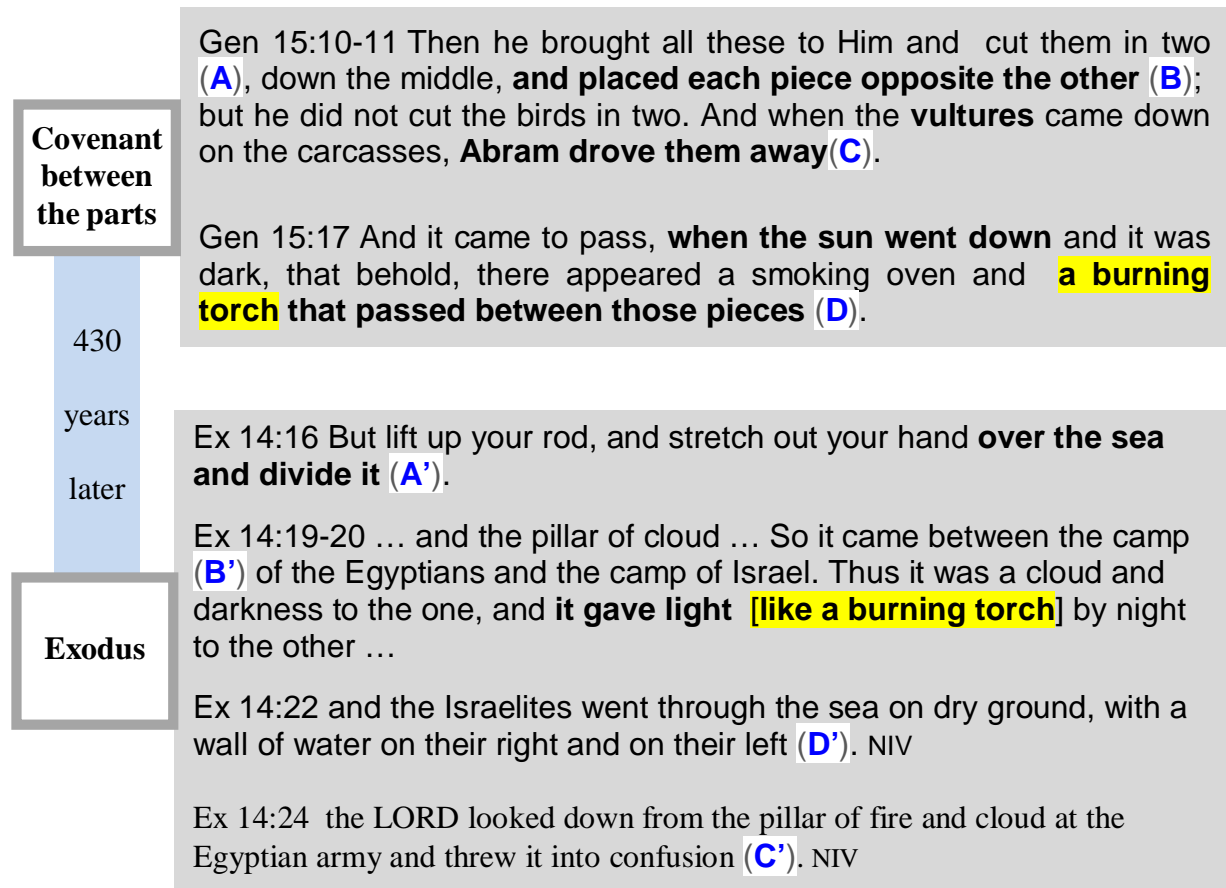 Gen 15:10-11 Then he brought all these to Him and cut them in two
(A), down the middle, and placed each piece opposite the other (B);
but he did not cut the birds in two. And when the vultures came down
on the carcasses, Abram drove them away(C).
Covenant
between
the parts
Gen 15:17 And it came to pass, when the sun went down and it was
dark, that behold, there appeared a smoking oven and a burning
torch that passed between those pieces (D).
430
years
later
Ex 14:16 But lift up your rod, and stretch out your hand over the sea
and divide it (A’).
Ex 14:19-20 … and the pillar of cloud … So it came between the camp
(B’) of the Egyptians and the camp of Israel. Thus it was a cloud and
darkness to the one, and it gave light [like a burning torch] by night
to the other …
Exodus
Ex 14:22 and the Israelites went through the sea on dry ground, with a
wall of water on their right and on their left (D’). NIV
Ex 14:24 the LORD looked down from the pillar of fire and cloud at the
Egyptian army and threw it into confusion (C’). NIV